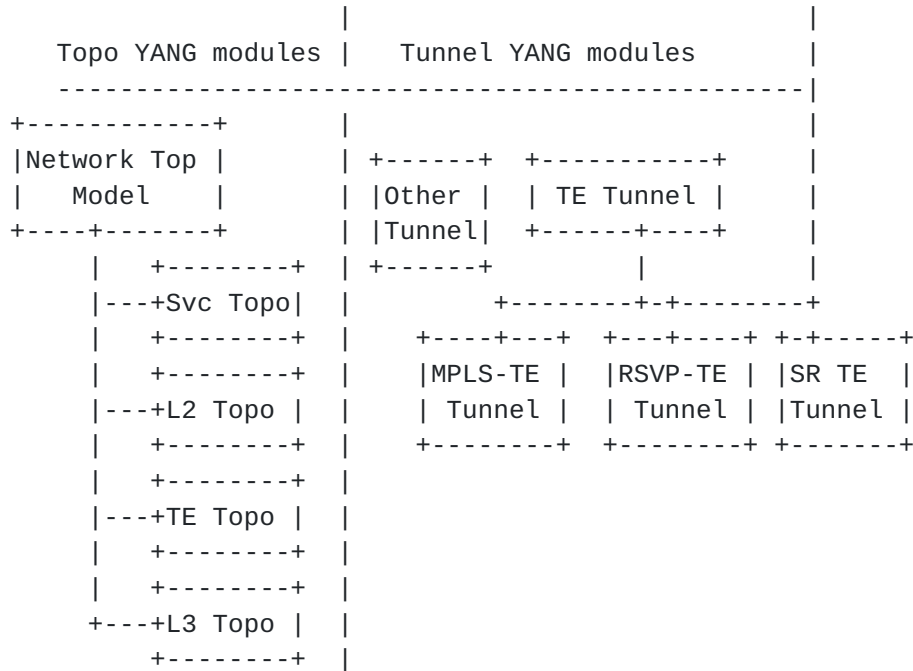 Topo YANG modules | Tunnel YANG modules
Network Top
Model
Other
Tunnel
TE Tunnel
Svc Topo
L2 Topo
TE Topo
L3 Topo
MPLS-TE
Tunnel
RSVP-TE
Tunnel
SR TE
Tunnel